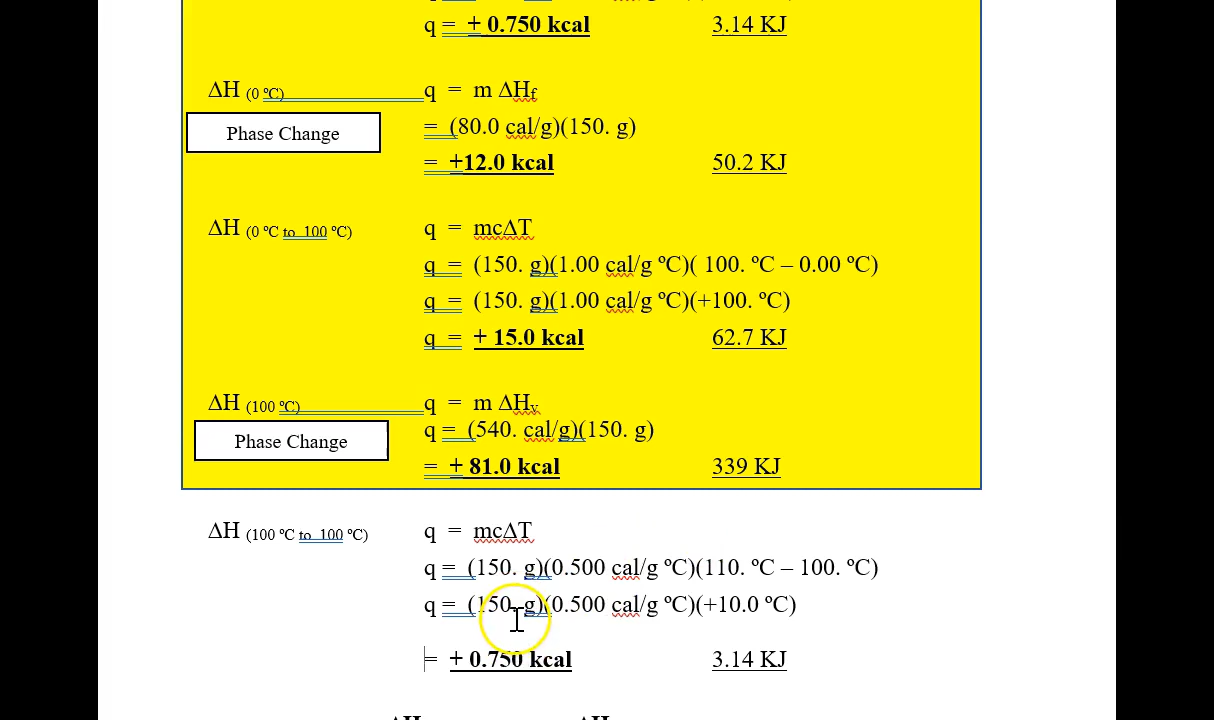 q = + 0.750 kcal 3.14 KJ
ΔH (0 ºC) q = m ΔHf
Phase Change = (80.0 cal/g)(150. g)
= +12.0 kcal 50.2 KJ
ΔH (0 ºC to 100 ºC) q = mcΔT
q = (150. g)(1.00 cal/g ºC)( 100. ºC – 0.00 ºC)
q = (150. g)(1.00 cal/g ºC)(+100. ºC)
q = + 15.0 kcal 62.7 KJ
ΔH (100 ºC) q = m ΔHv
Phase Change q = (540. cal/g)(150. g)
= + 81.0 kcal 339 KJ
ΔH (100 ºC to 100 ºC) q = mcΔT
q = (150. g)(0.500 cal/g ºC)(110. ºC – 100. ºC)
q = (150. g)(0.500 cal/g ºC)(+10.0 ºC)
= + 0.750 kcal 3.14 KJ